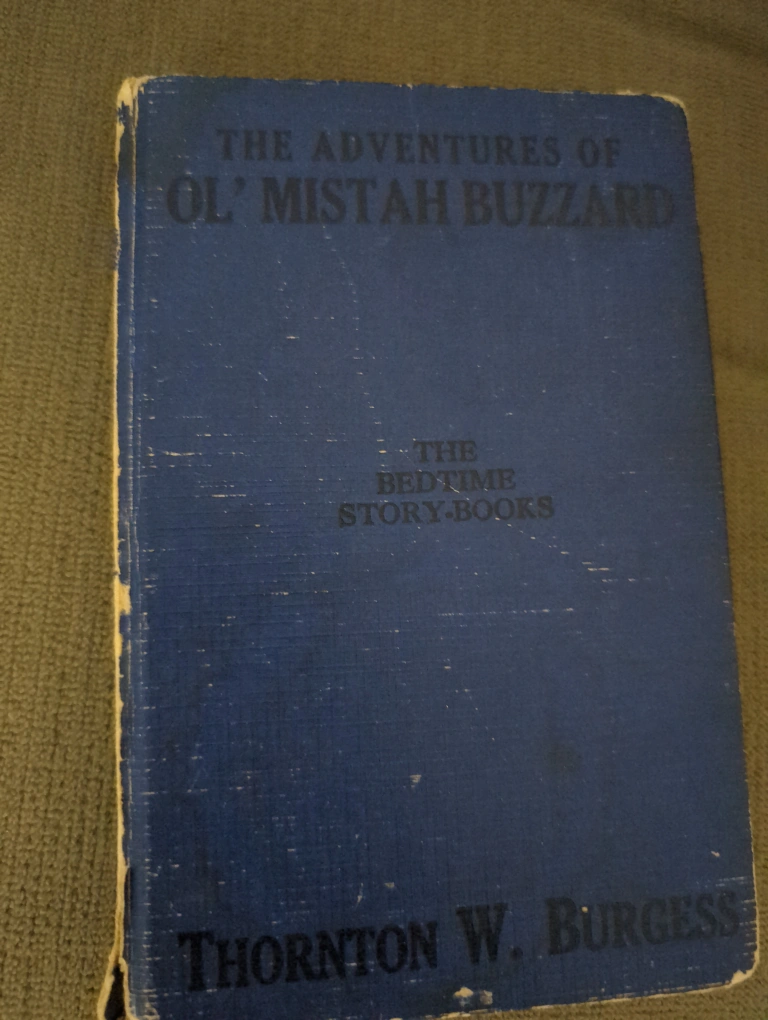 THE ADVENTURES OF
OL' MISTAH BUZZARD
THE
BEDTIME
STORY-BOOKS
THORNTON W. BURGESS